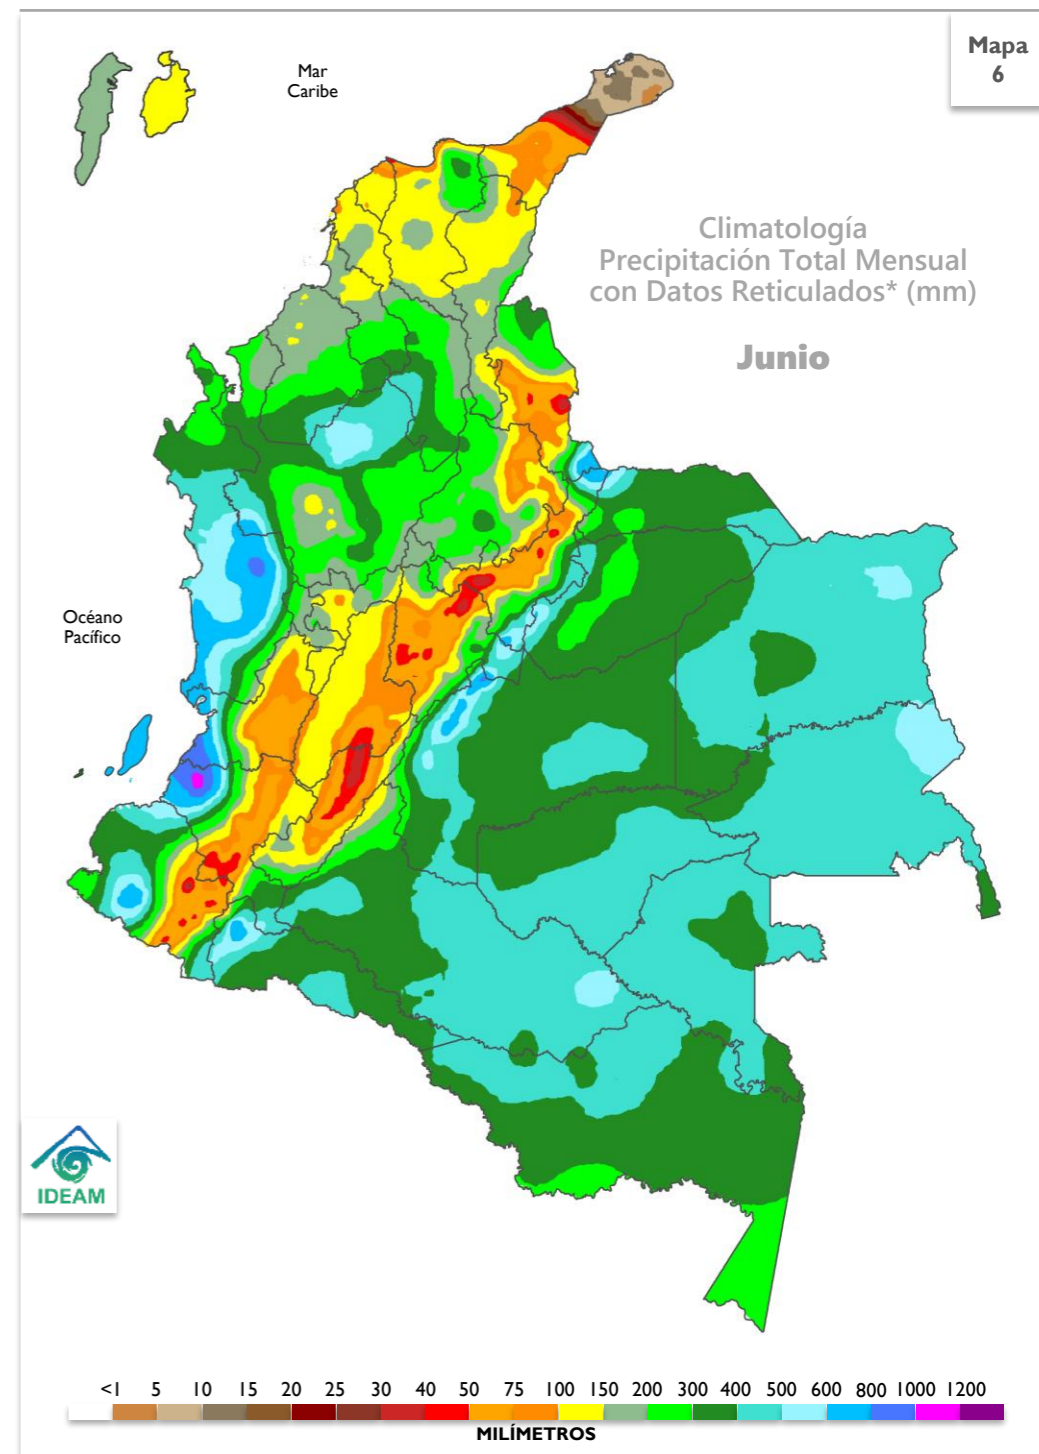 Mapa
6
Mar
Caribe
Climatología
Precipitación Total Mensual
con Datos Reticulados* (mm)
Junio
Océano
Pacífico
IDEAM
<1 5 10 15 20 25 30 40 50 75 100 150 200 300 400 500 600 800 1000 1200
MILÍMETROS